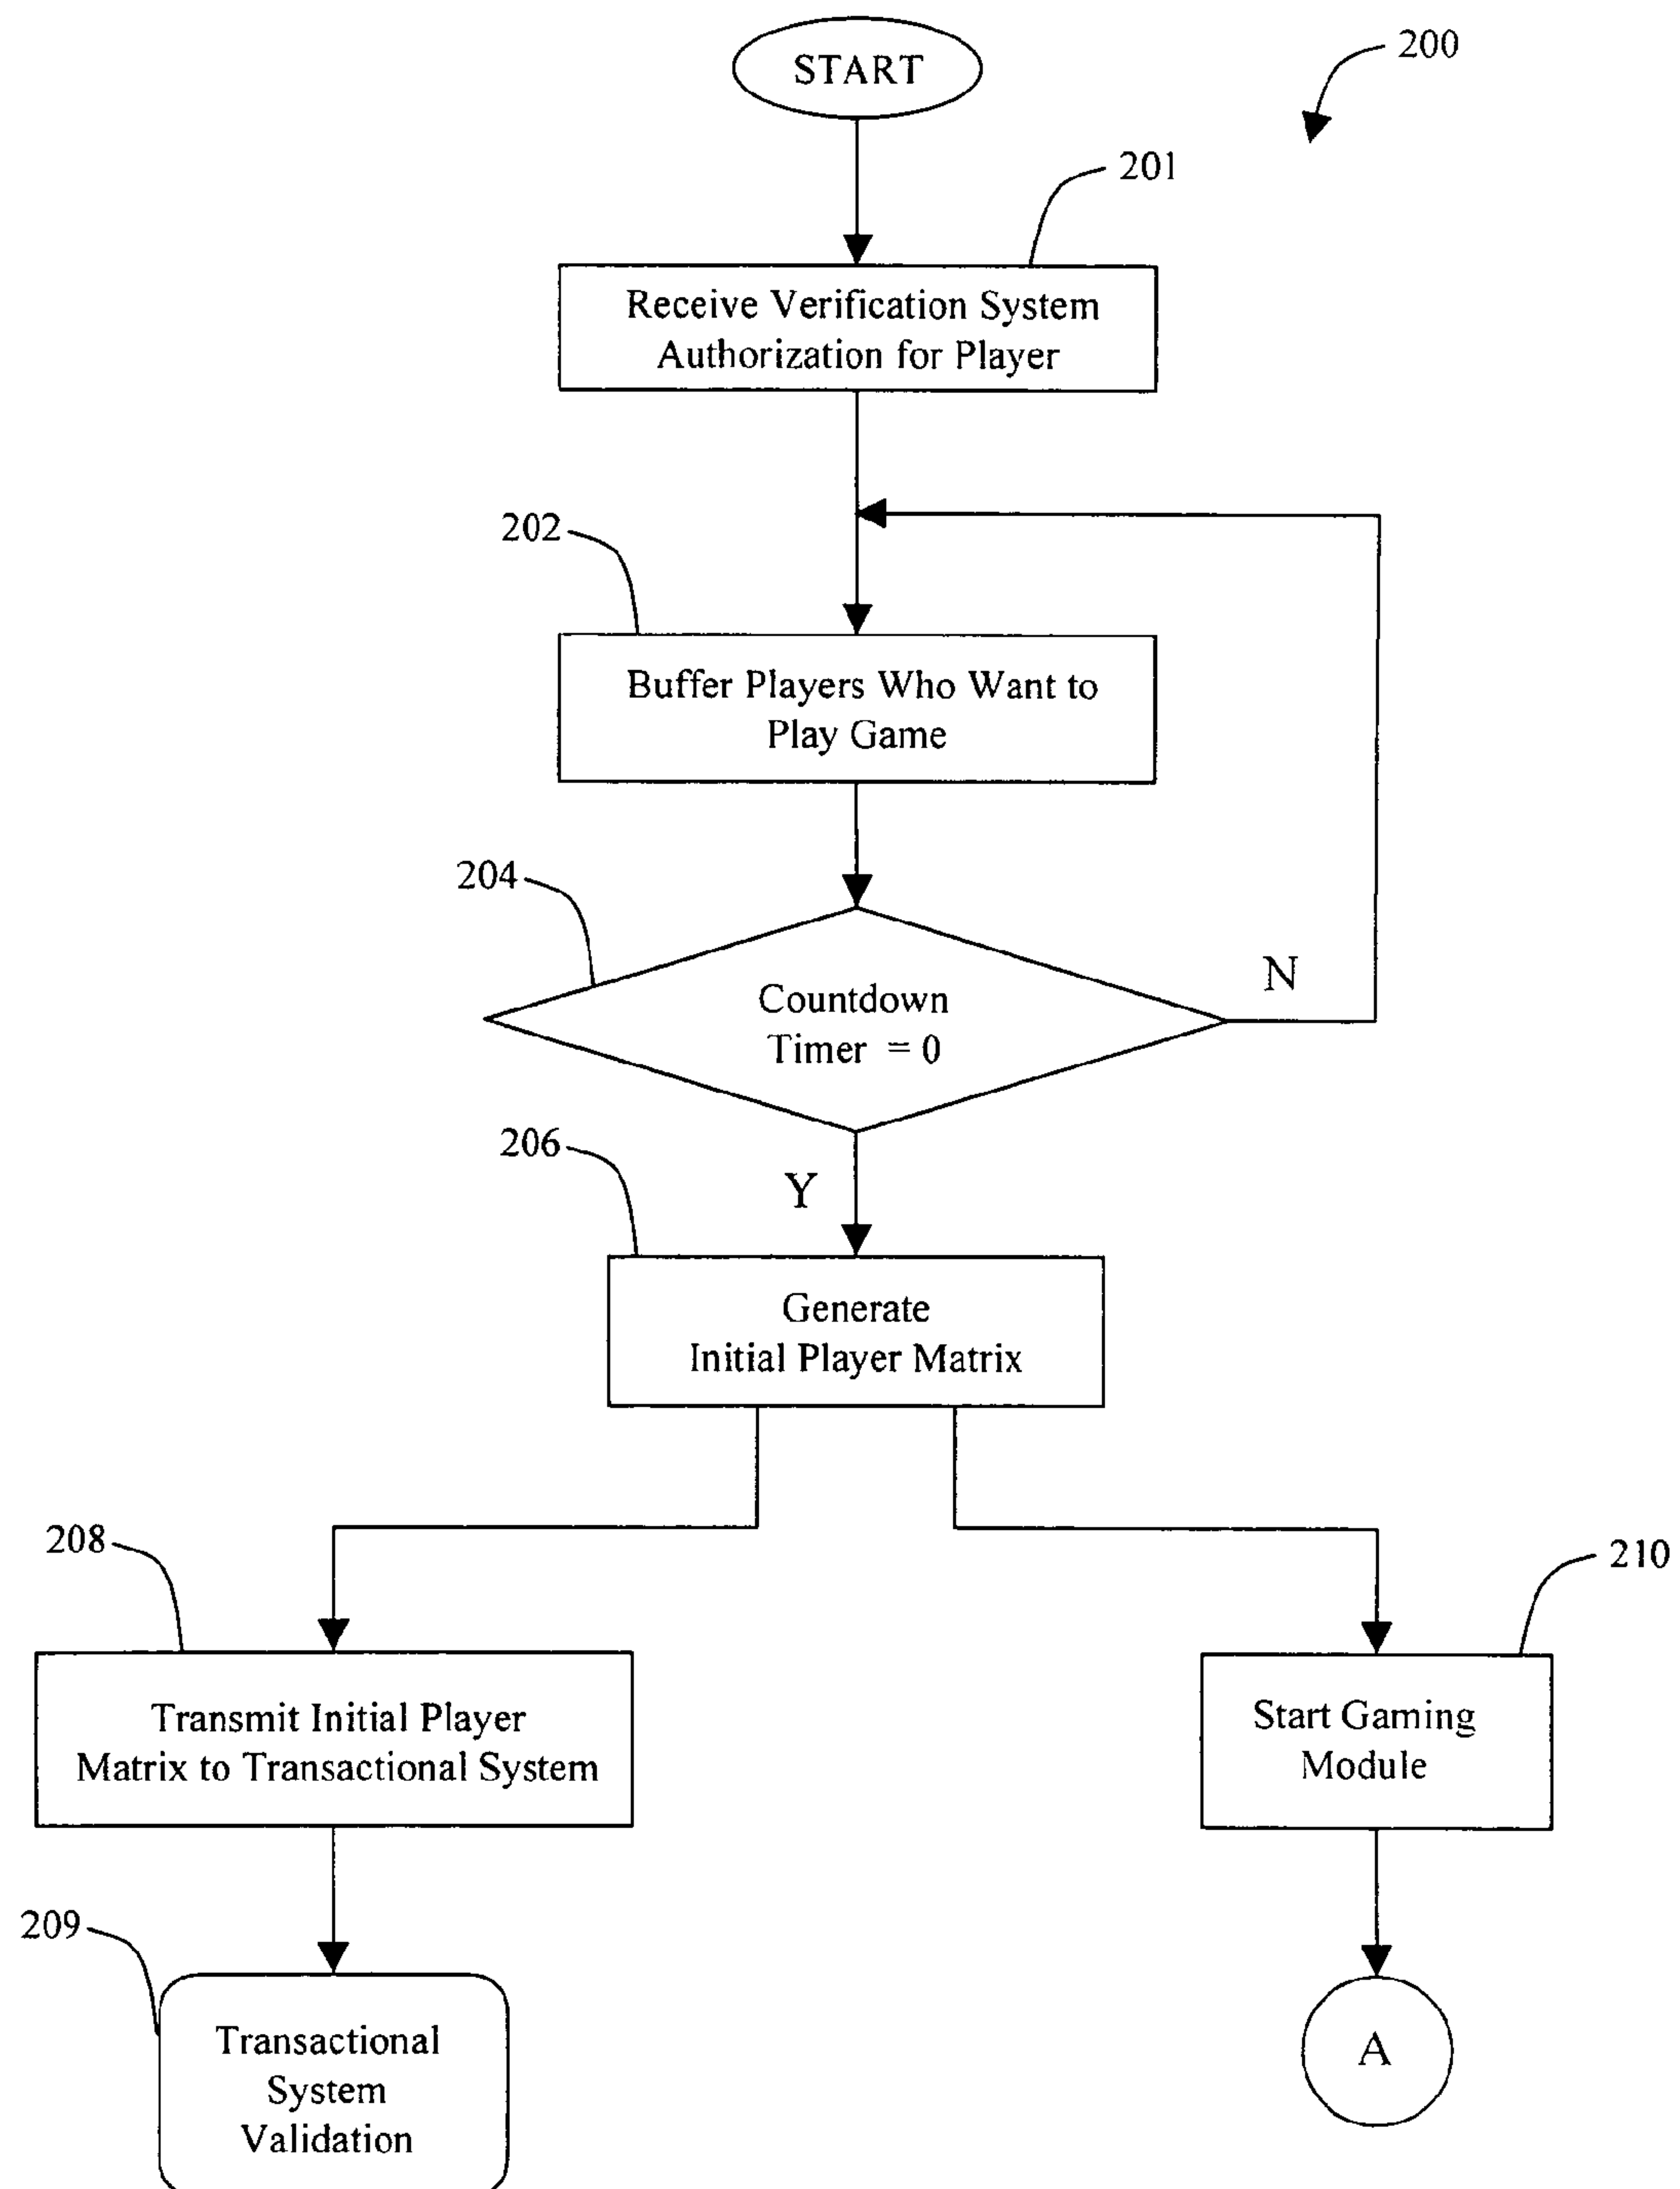 START
200
201
Receive Verification System
Authorization for Player
202
Buffer Players Who Want to
Play Game
204
Countdown
Timer = 0
N
206
Y
Generate
Initial Player Matrix
208
210
Transmit Initial Player
Matrix to Transactional System
Start Gaming
Module
209
Transactional
System
Validation
A